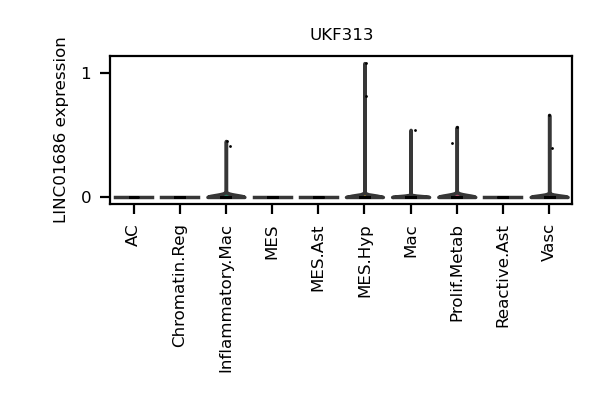 UKF313
LINC01686 expression
1
0
AC
Chromatin.Reg
Inflammatory.Mac
MES
MES.Ast
MES.Hyp
Mac
Prolif.Metab
Reactive.Ast
Vasc